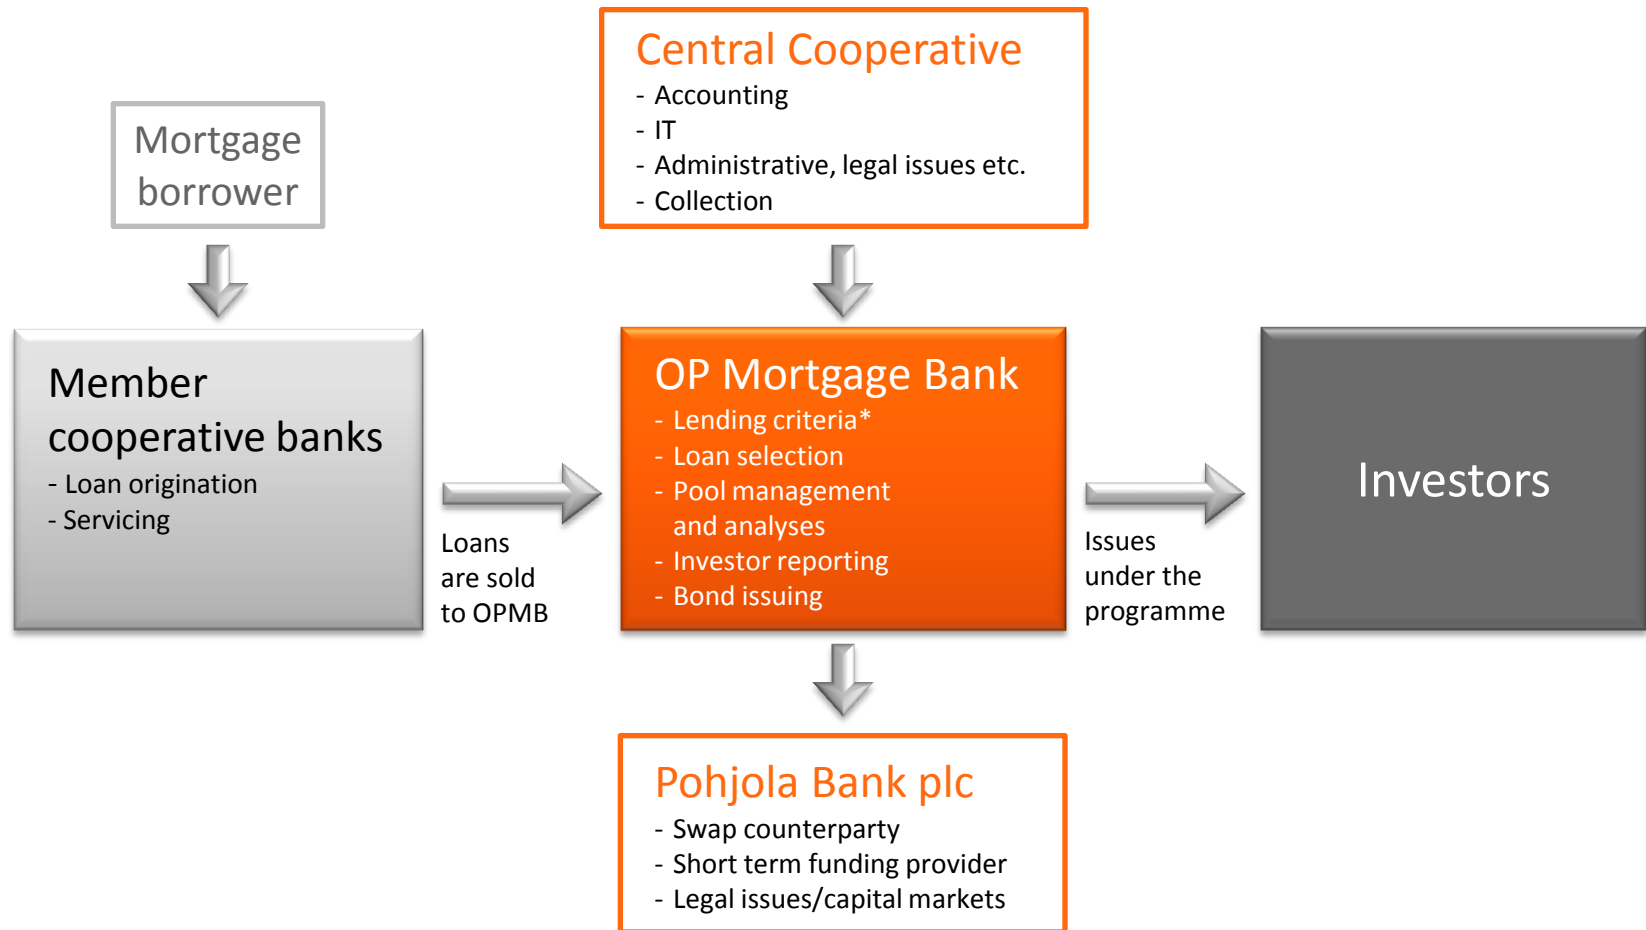 Central Cooperative
- Accounting
- IT
- Administrative, legal issues etc.
- Collection
Mortgage
borrower
Member
cooperative banks
- Loan origination
- Servicing
Loans
are sold
to OPMB
OP Mortgage Bank
- Lending criteria*
- Loan selection
- Pool management
and analyses
- Investor reporting
- Bond issuing
Issues
under the
programme
Investors
Pohjola Bank plc
- Swap counterparty
- Short term funding provider
- Legal issues/capital markets